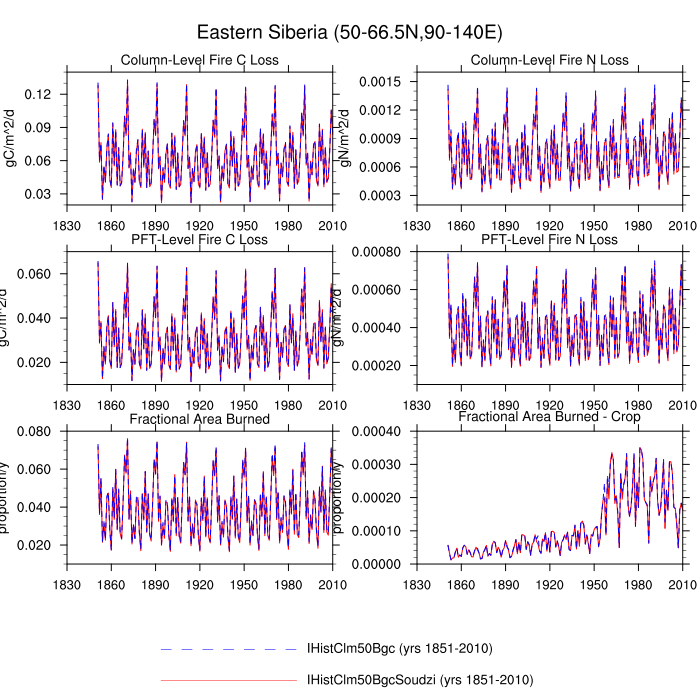 Eastern Siberia (50-66.5N,90-140E)
Column-Level Fire C Loss
Column-Level Fire N Loss
gC/m^2/d
0.12
0.09
0.06
0.03
1830 1860 1890 1920 1950 1980 2010
gN/m^2/d
0.0015
0.0012
0.0009
0.0006
0.0003
1830 1860 1890 1920 1950 1980 2010
PFT-Level Fire C Loss
PFT-Level Fire N Loss
gC/m^2/d
0.060
0.040
0.020
1830 1860 1890 1920 1950 1980 2010
gN/m^2/d
0.00080
0.00060
0.00040
0.00020
1830 1860 1890 1920 1950 1980 2010
Fractional Area Burned
Fractional Area Burned - Crop
proportion/y
0.080
0.060
0.040
0.020
1830 1860 1890 1920 1950 1980 2010
proportion/y
0.00040
0.00030
0.00020
0.00010
0.00000
1830 1860 1890 1920 1950 1980 2010
IHistClm50Bgc (yrs 1851-2010)
IHistClm50BgcSoudzi (yrs 1851-2010)